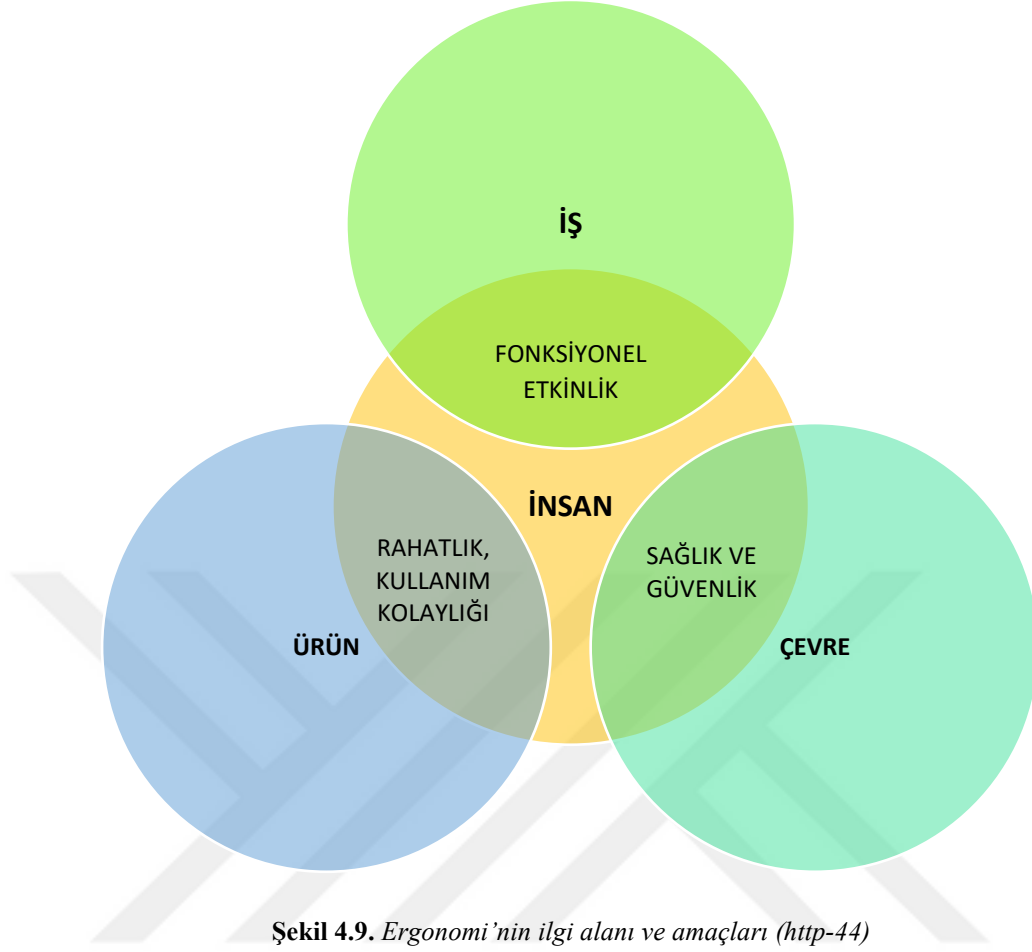 İŞ
FONKSİYONEL
ETKİNLİK
İNSAN
RAHATLIK,
KULLANIM
KOLAYLIĞI
SAĞLIK VE
GÜVENLİK
ÜRÜN
ÇEVRE
Şekil 4.9. Ergonomi’nin ilgi alanı ve amaçları (http-44)